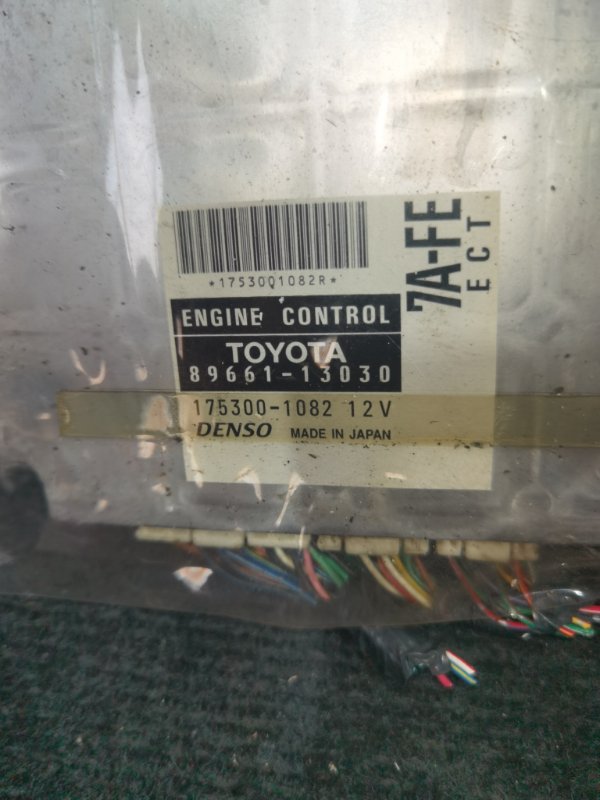 *1753001082R*
7A-FE
ECT
ENGINE CONTROL
TOYOTA
89661-13030
175300-1082 12V
DENSO MADE IN JAPAN